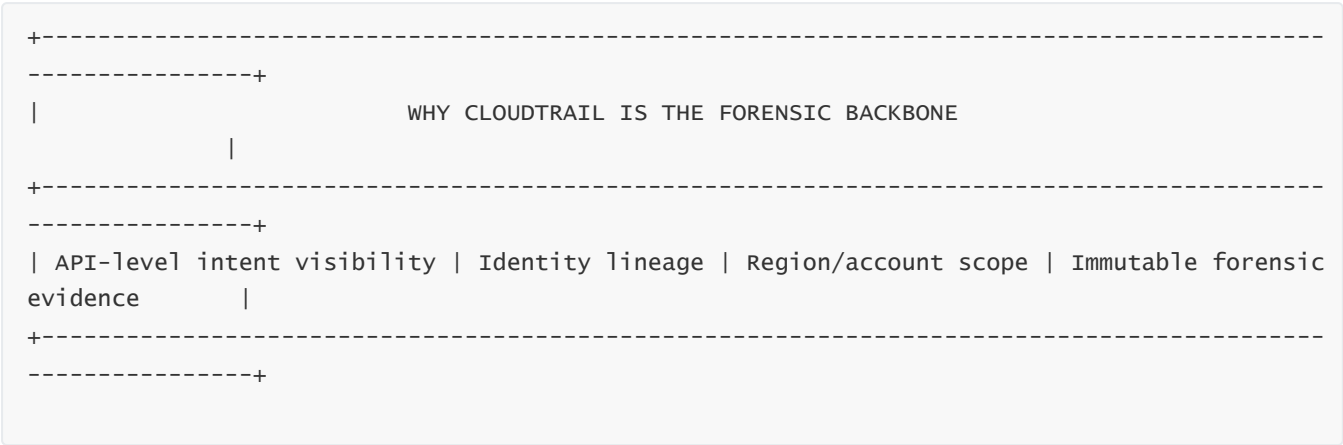 +-------------------------------------------------------------------------------------------
----------------+
| WHY CLOUDTRAIL IS THE FORENSIC BACKBONE
|
+-------------------------------------------------------------------------------------------
----------------+
| API-level intent visibility | Identity lineage | Region/account scope | Immutable forensic
evidence |
+-------------------------------------------------------------------------------------------
----------------+